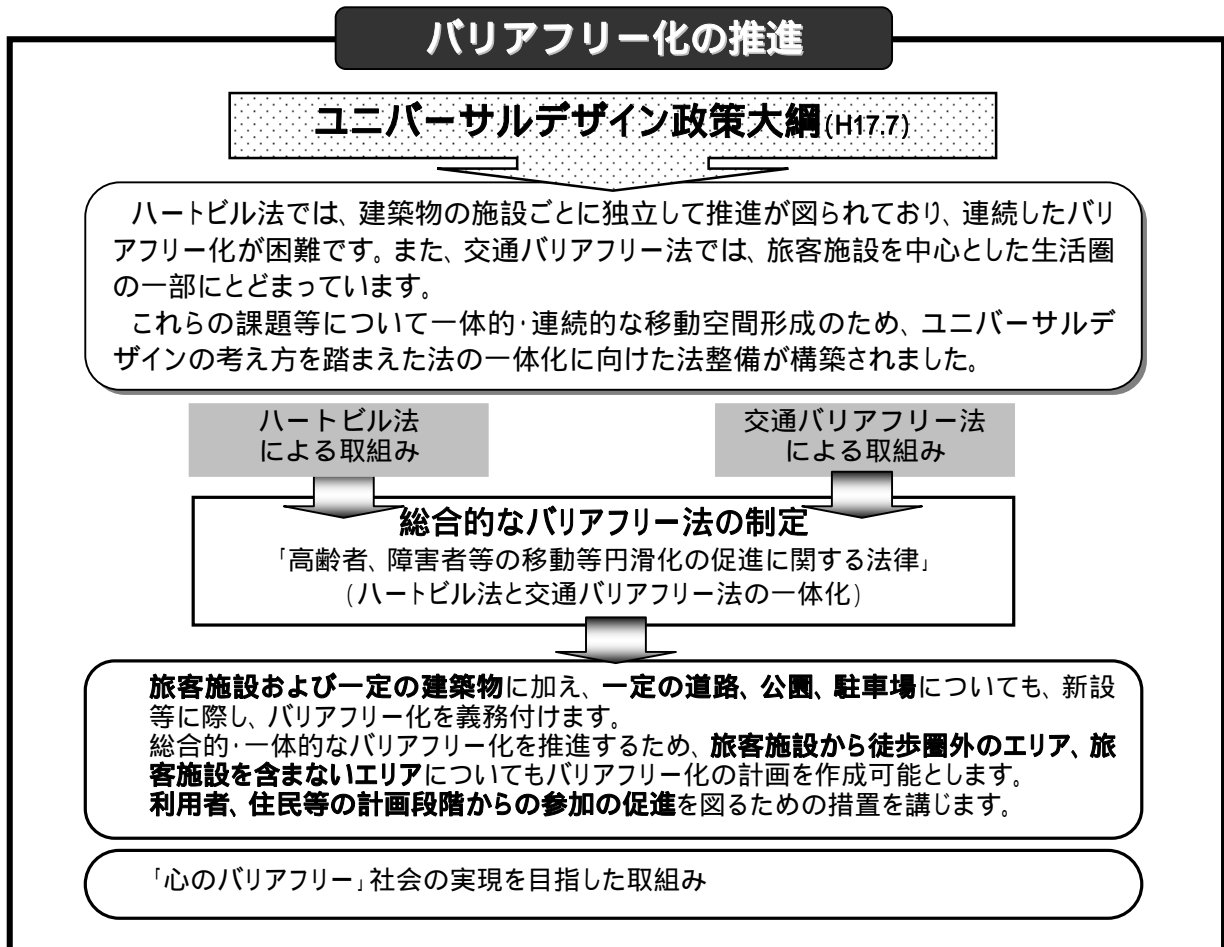 バリアフリー化の推進
ユニバーサルデザイン政策大綱(H17.7)
ハートビル法では、建築物の施設ごとに独立して推進が図られており、連続したバリ
アフリー化が困難です。また、交通バリアフリー法では、旅客施設を中心とした生活圏
の一部にとどまっています。
これらの課題等について一体的･連続的な移動空間形成のため、ユニバーサルデ
ザインの考え方を踏まえた法の一体化に向けた法整備が構築されました。
ハートビル法
による取組み
交通バリアフリー法
による取組み
総合的なバリアフリー法の制定
「高齢者、障害者等の移動等円滑化の促進に関する法律」
(ハートビル法と交通バリアフリー法の一体化)
旅客施設および一定の建築物に加え、一定の道路、公園、駐車場についても、新設
等に際し、バリアフリー化を義務付けます。
総合的･一体的なバリアフリー化を推進するため、旅客施設から徒歩圏外のエリア、旅
客施設を含まないエリアについてもバリアフリー化の計画を作成可能とします。
利用者、住民等の計画段階からの参加の促進を図るための措置を講じます。
「心のバリアフリー」社会の実現を目指した取組み